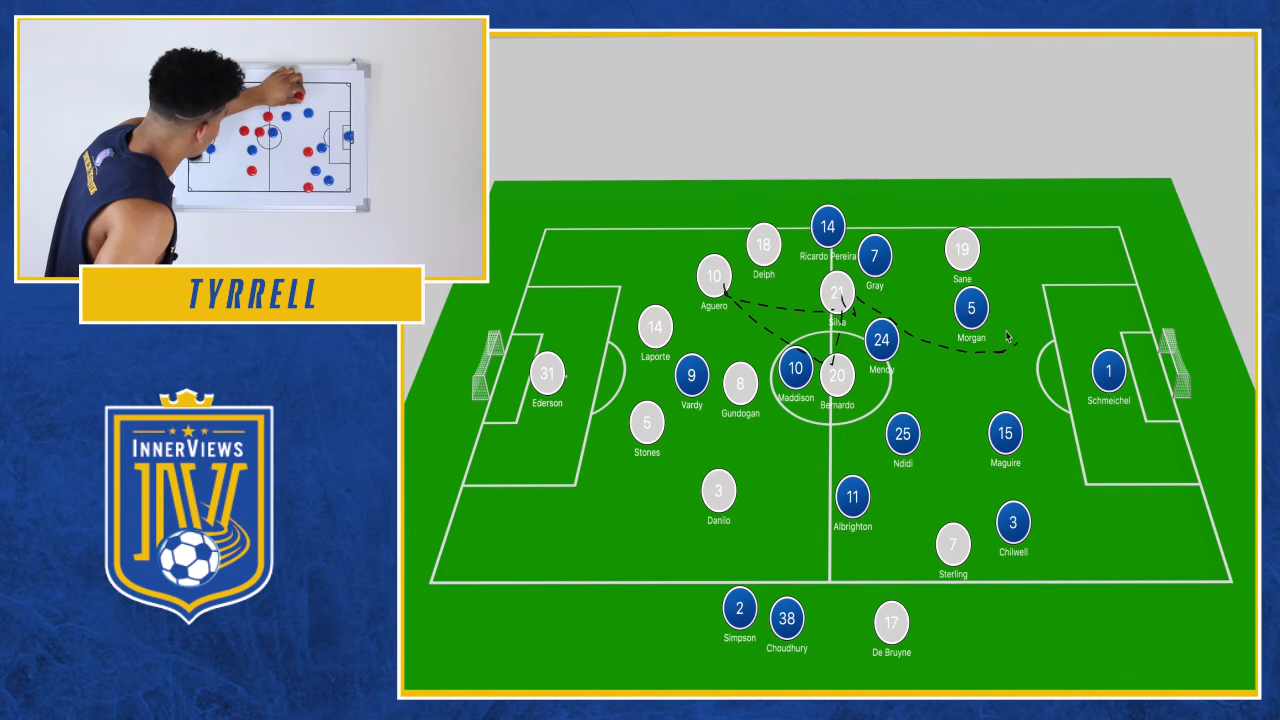 TYRRELL
INNERVIEWS
IV
14
Ricardo Pereira
18
Delph
7
Gray
19
Sane
10
Aguero
21
Silva
5
Morgan
14
Laporte
24
Mendy
31
Ederson
9
Vardy
8
Gundogan
10
Maddison
20
Bernardo
1
Schmeichel
5
Stones
25
Ndidi
15
Maguire
3
Danilo
11
Albrighton
3
Chilwell
7
Sterling
2
Simpson
38
Choudhury
17
De Bruyne